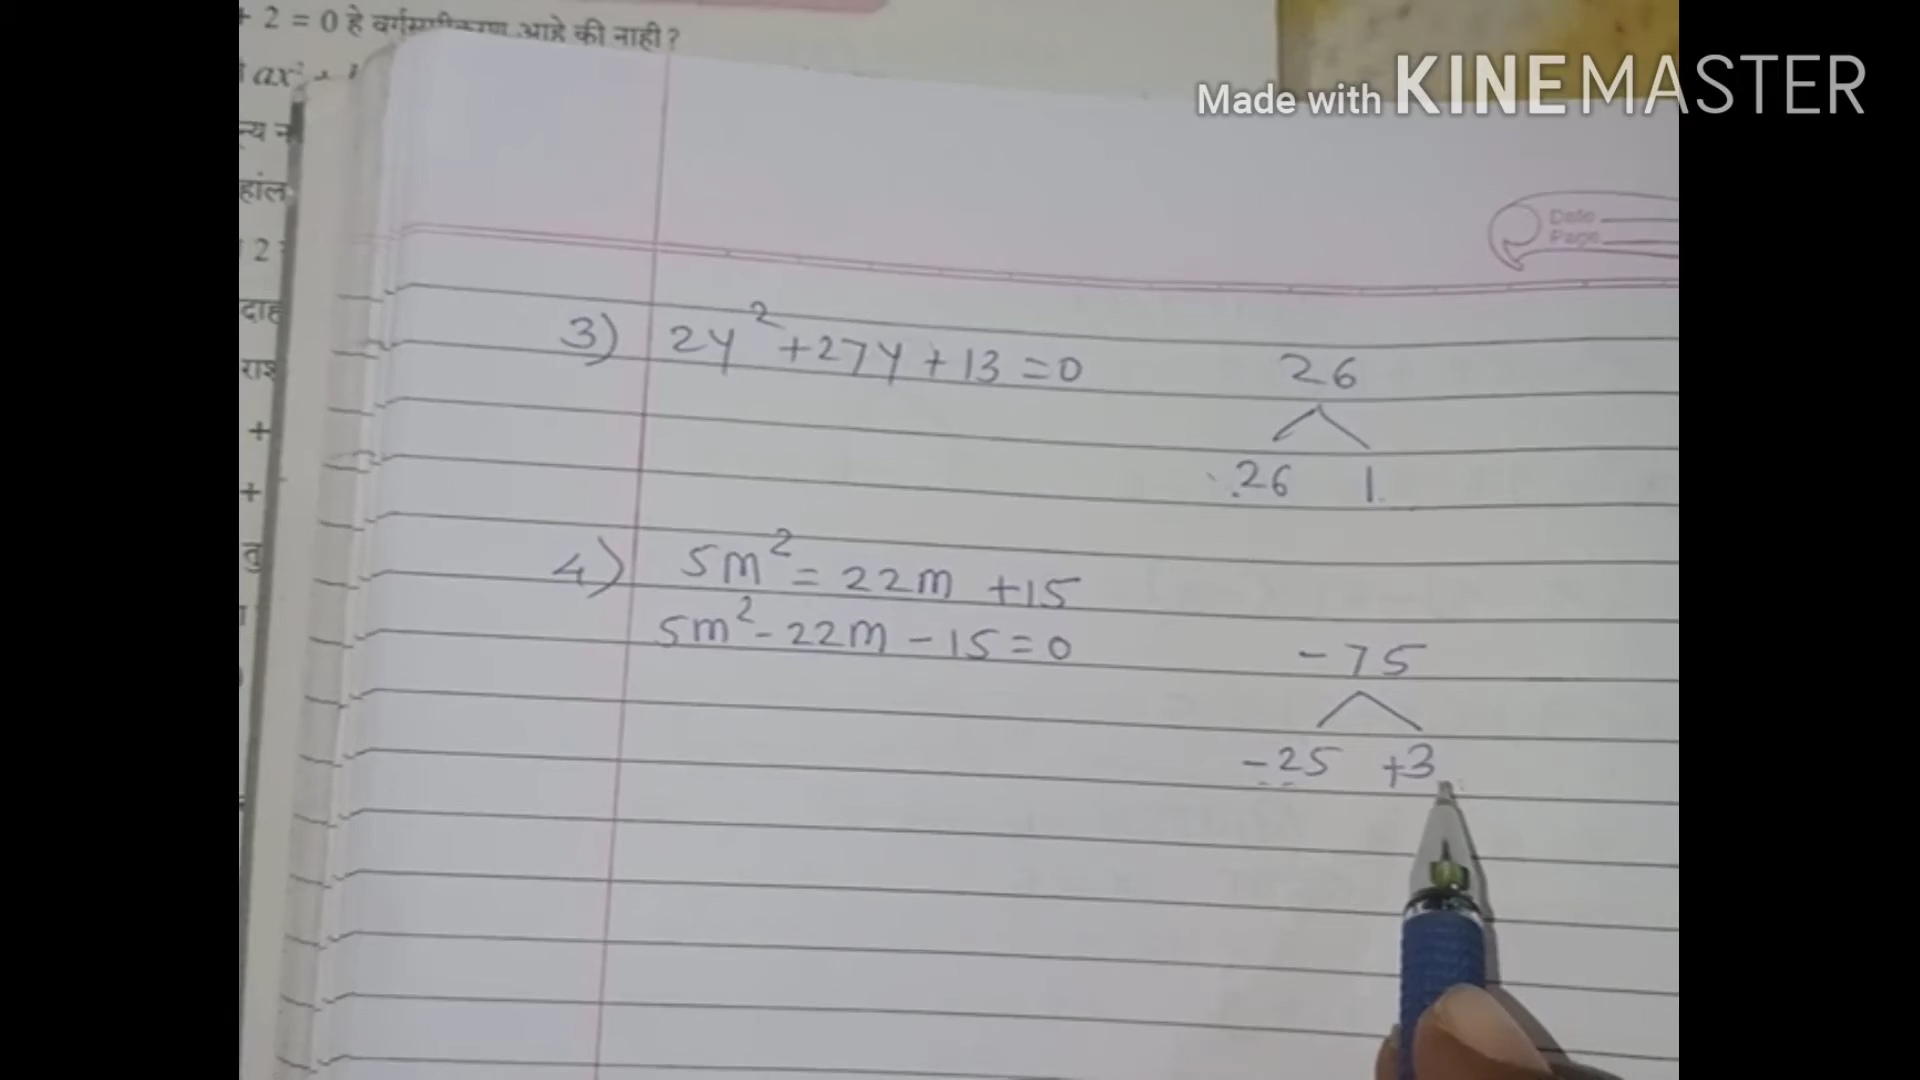 + 2 = 0 हे वर्गसमीकरण आहे की नाही ?
ax²
Made with KINEMASTER
हांल
2
दाह
राश
+
+
Date
Page
3) 2y² + 27y + 13 = 0
26
26 1
4) 5m² = 22m + 15
5m² - 22m - 15 = 0
- 75
- 25 + 3